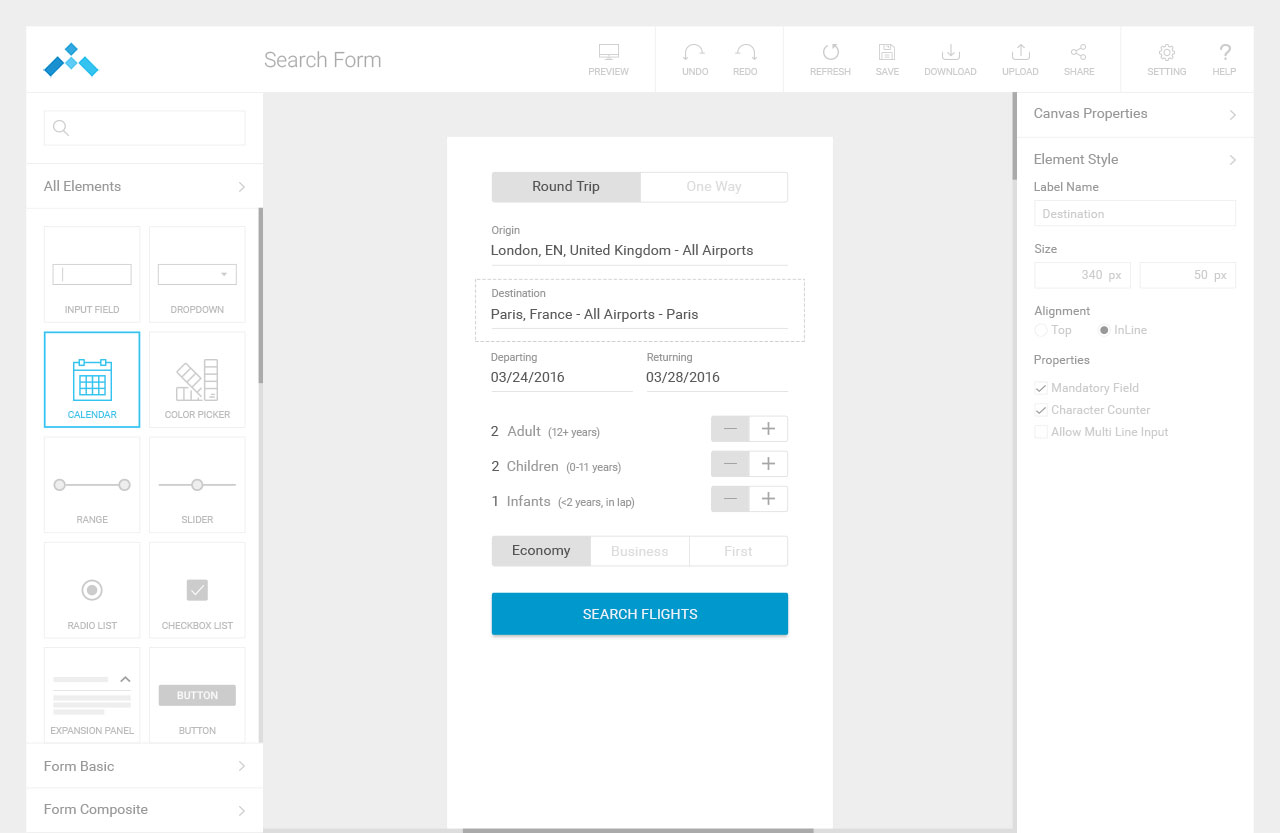 Search Form
PREVIEW
UNDO
REDO
REFRESH
SAVE
DOWNLOAD
UPLOAD
SHARE
SETTING
HELP
All Elements
INPUT FIELD
DROPDOWN
CALENDAR
COLOR PICKER
RANGE
SLIDER
RADIO LIST
CHECKBOX LIST
EXPANSION PANEL
BUTTON
BUTTON
Form Basic
Form Composite
Round Trip
One Way
Origin
London, EN, United Kingdom - All Airports
Destination
Paris, France - All Airports - Paris
Departing
Returning
03/24/2016
03/28/2016
2 Adult (12+ years)
2 Children (0-11 years)
1 Infants (<2 years, in lap)
Economy
Business
First
SEARCH FLIGHTS
Canvas Properties
Element Style
Label Name
Destination
Size
340 px
50 px
Alignment
Top
InLine
Properties
Mandatory Field
Character Counter
Allow Multi Line Input